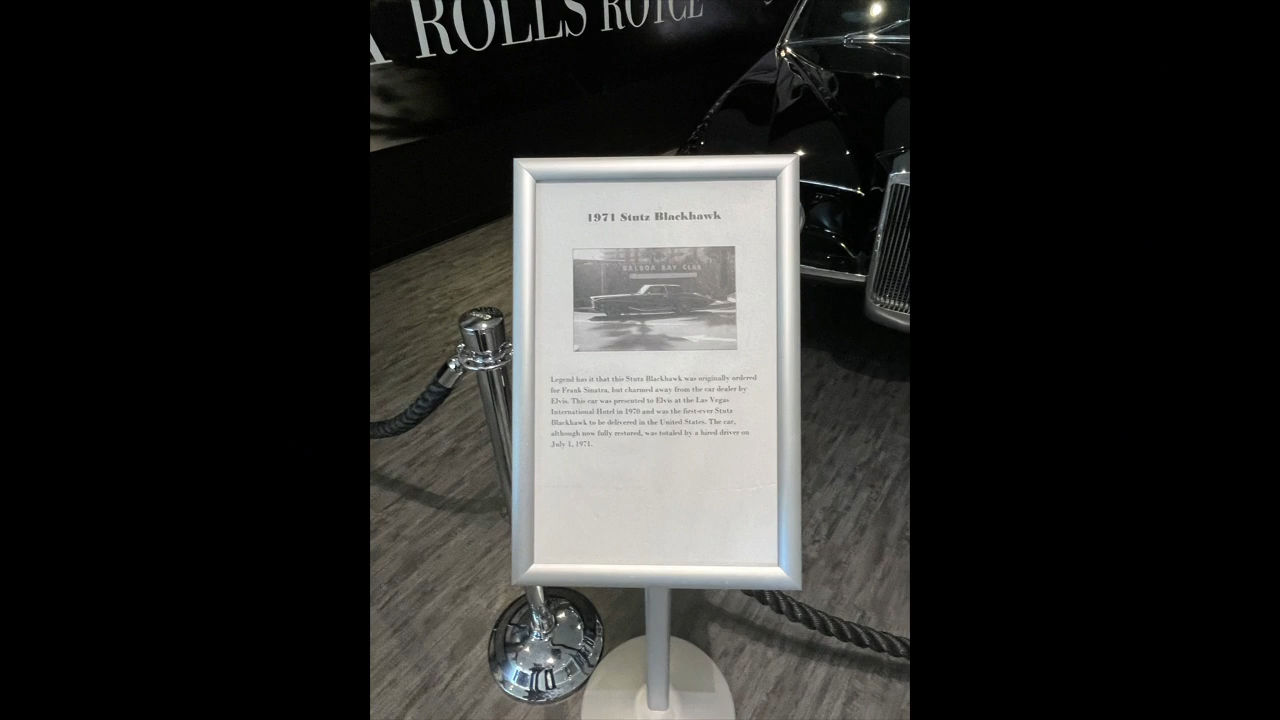 ROLLS ROYCE
1971 Stutz Blackhawk
BALBOA BAY CLUB
Legend has it that this Stutz Blackhawk was originally ordered
for Frank Sinatra, but charmed away from the car dealer by
Elvis. This car was presented to Elvis at the Las Vegas
International Hotel in 1970 and was the first-ever Stutz
Blackhawk to be delivered in the United States. The car,
although now fully restored, was totaled by a hired driver on
July 1, 1971.